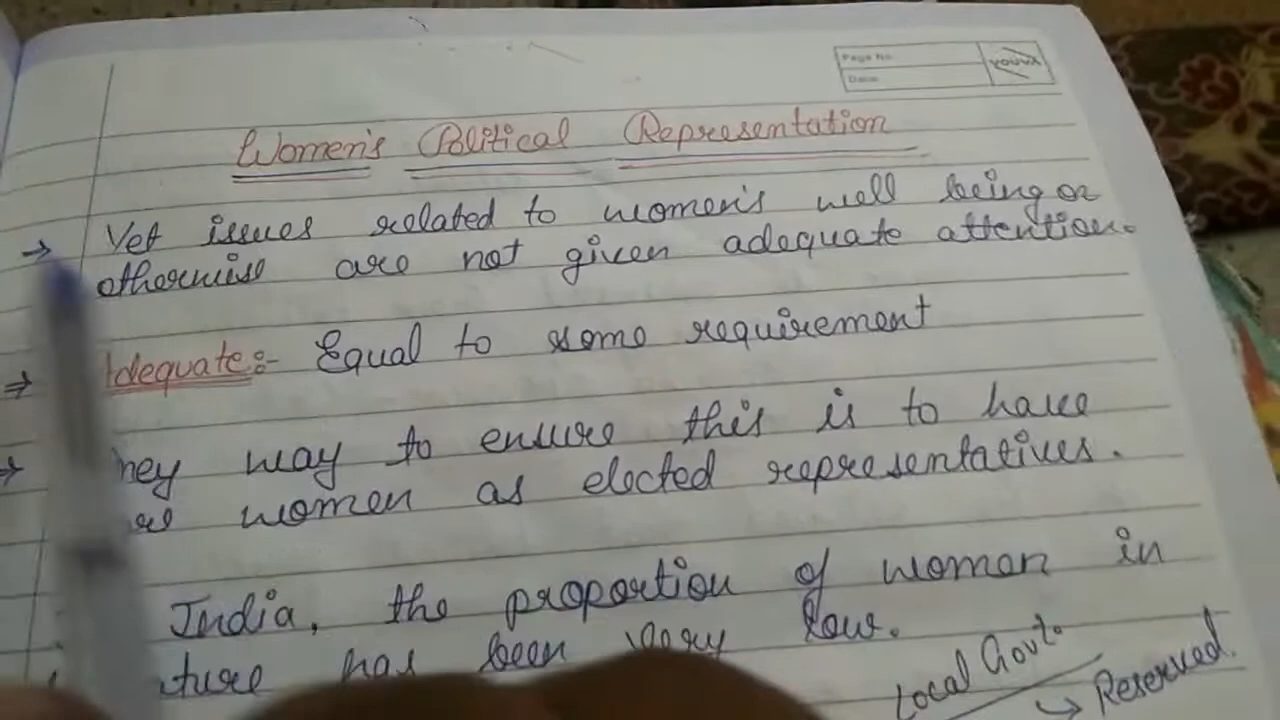 Page No.
Date:
YOUVA
Women's Political Representation
→ Yet issues related to women's well being or
otherwise are not given adequate attention.
⇒ Adequate:- Equal to some requirement
⇒ way to ensure this is to have
women as elected representatives.
India, the proportion of women in
has been very low.
Local Govt.
→ Reserved.